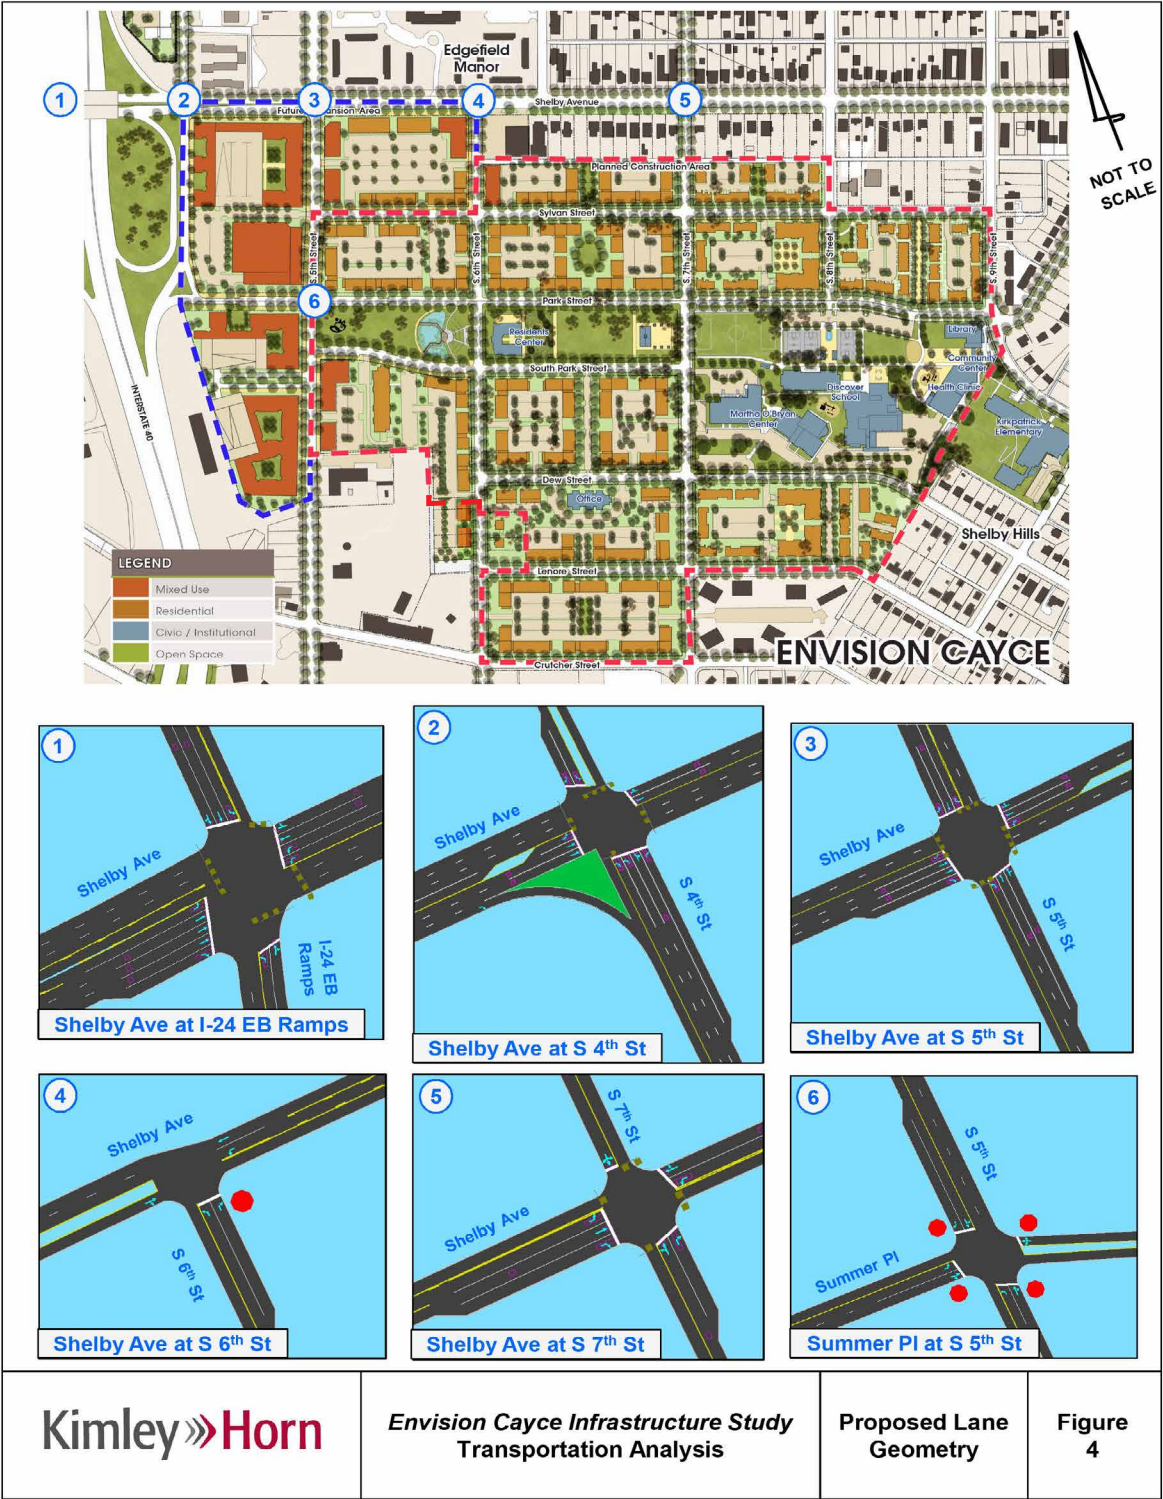 Edgefield
Manor
1
2
3
4
5
Shelby Avenue
Planned Construction Area
Sylvan Street
S. 5th Street
S. 6th Street
S. 7th Street
S. 8th Street
S. 9th Street
6
Park Street
NOT TO
SCALE
Residents
Center
Library
Community
Center
South Park Street
Discover
School
Health Clinic
Martha O'Bryan
Center
Kirkpatrick
Elementary
INTERSTATE 40
Dew Street
Office
Shelby Hills
LEGEND
Mixed Use
Residential
Civic / Institutional
Open Space
Lenore Street
Crutcher Street
ENVISION CAYCE
1
Shelby Ave
I-24 EB
Ramps
Shelby Ave at I-24 EB Ramps
2
Shelby Ave
S 4th St
Shelby Ave at S 4th St
3
Shelby Ave
S 5th St
Shelby Ave at S 5th St
4
Shelby Ave
S 6th St
Shelby Ave at S 6th St
5
S 7th St
Shelby Ave
Shelby Ave at S 7th St
6
S 5th St
Summer Pl
Summer Pl at S 5th St
Kimley»Horn
Envision Cayce Infrastructure Study
Transportation Analysis
Proposed Lane
Geometry
Figure
4